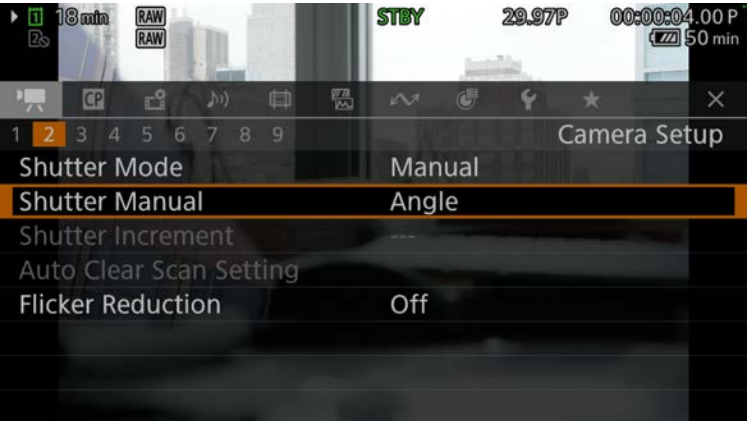 1 18 min RAW STBY 29.97P 00:00:04.00 P
2 RAW 50 min
CP
1 2 3 4 5 6 7 8 9 Camera Setup
Shutter Mode Manual
Shutter Manual Angle
Shutter Increment ---
Auto Clear Scan Setting
Flicker Reduction Off